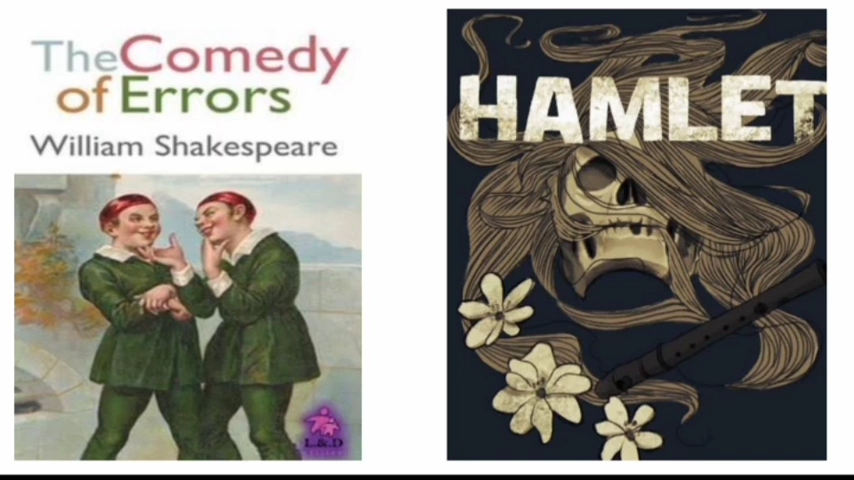 The Comedy
of Errors
William Shakespeare
L.&.D
HAMLET